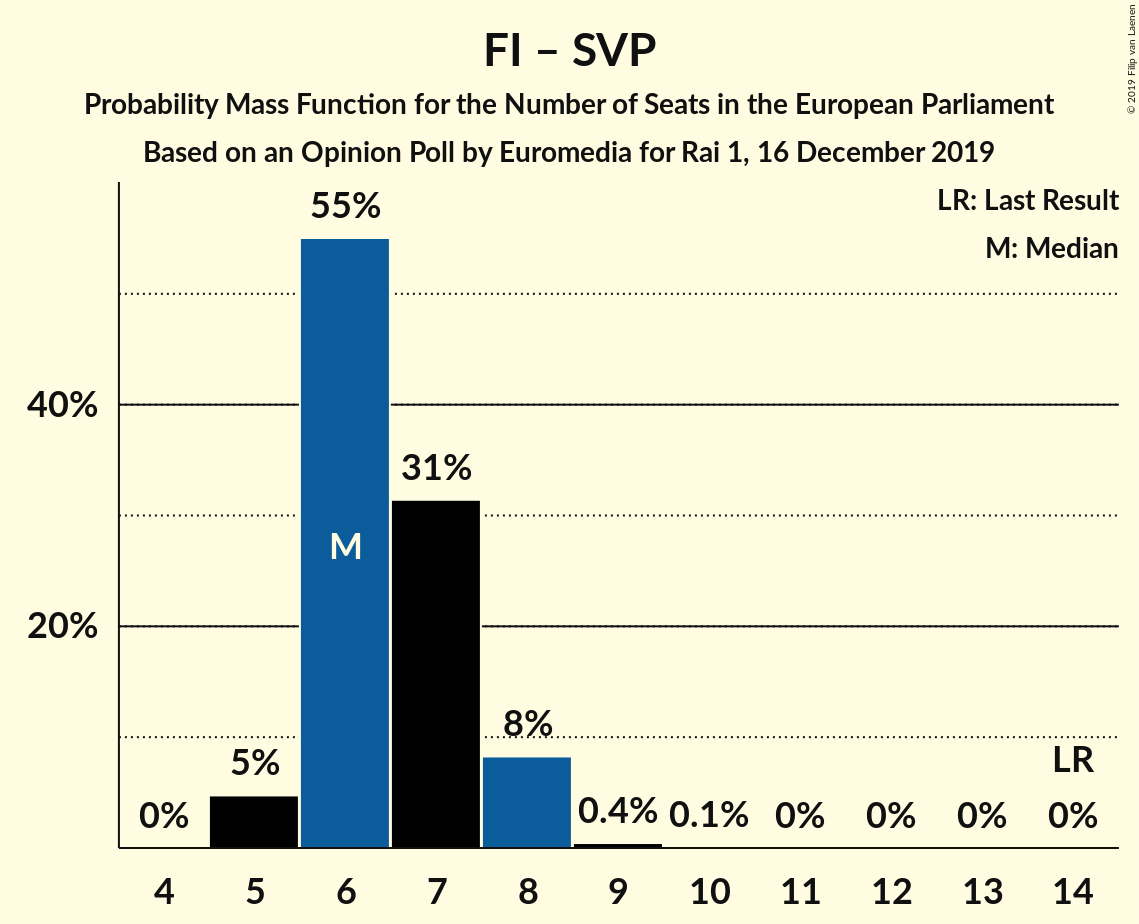 FI – SVP
Probability Mass Function for the Number of Seats in the European Parliament
Based on an Opinion Poll by Euromedia for Rai 1, 16 December 2019
© 2019 Filip van Laenen
LR: Last Result
M: Median
55%
40%
31%
M
20%
8%
5%
LR
0%
0.4%
0.1%
0%
0%
0%
0%
4 5 6 7 8 9 10 11 12 13 14